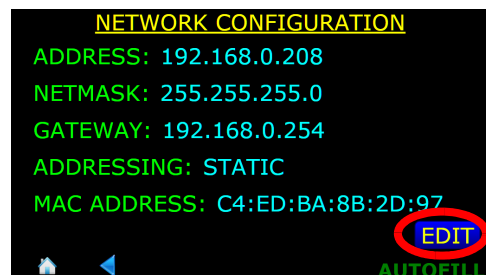 NETWORK CONFIGURATION
ADDRESS: 192.168.0.208
NETMASK: 255.255.255.0
GATEWAY: 192.168.0.254
ADDRESSING: STATIC
MAC ADDRESS: C4:ED:BA:8B:2D:97
EDIT
AUTOFILL